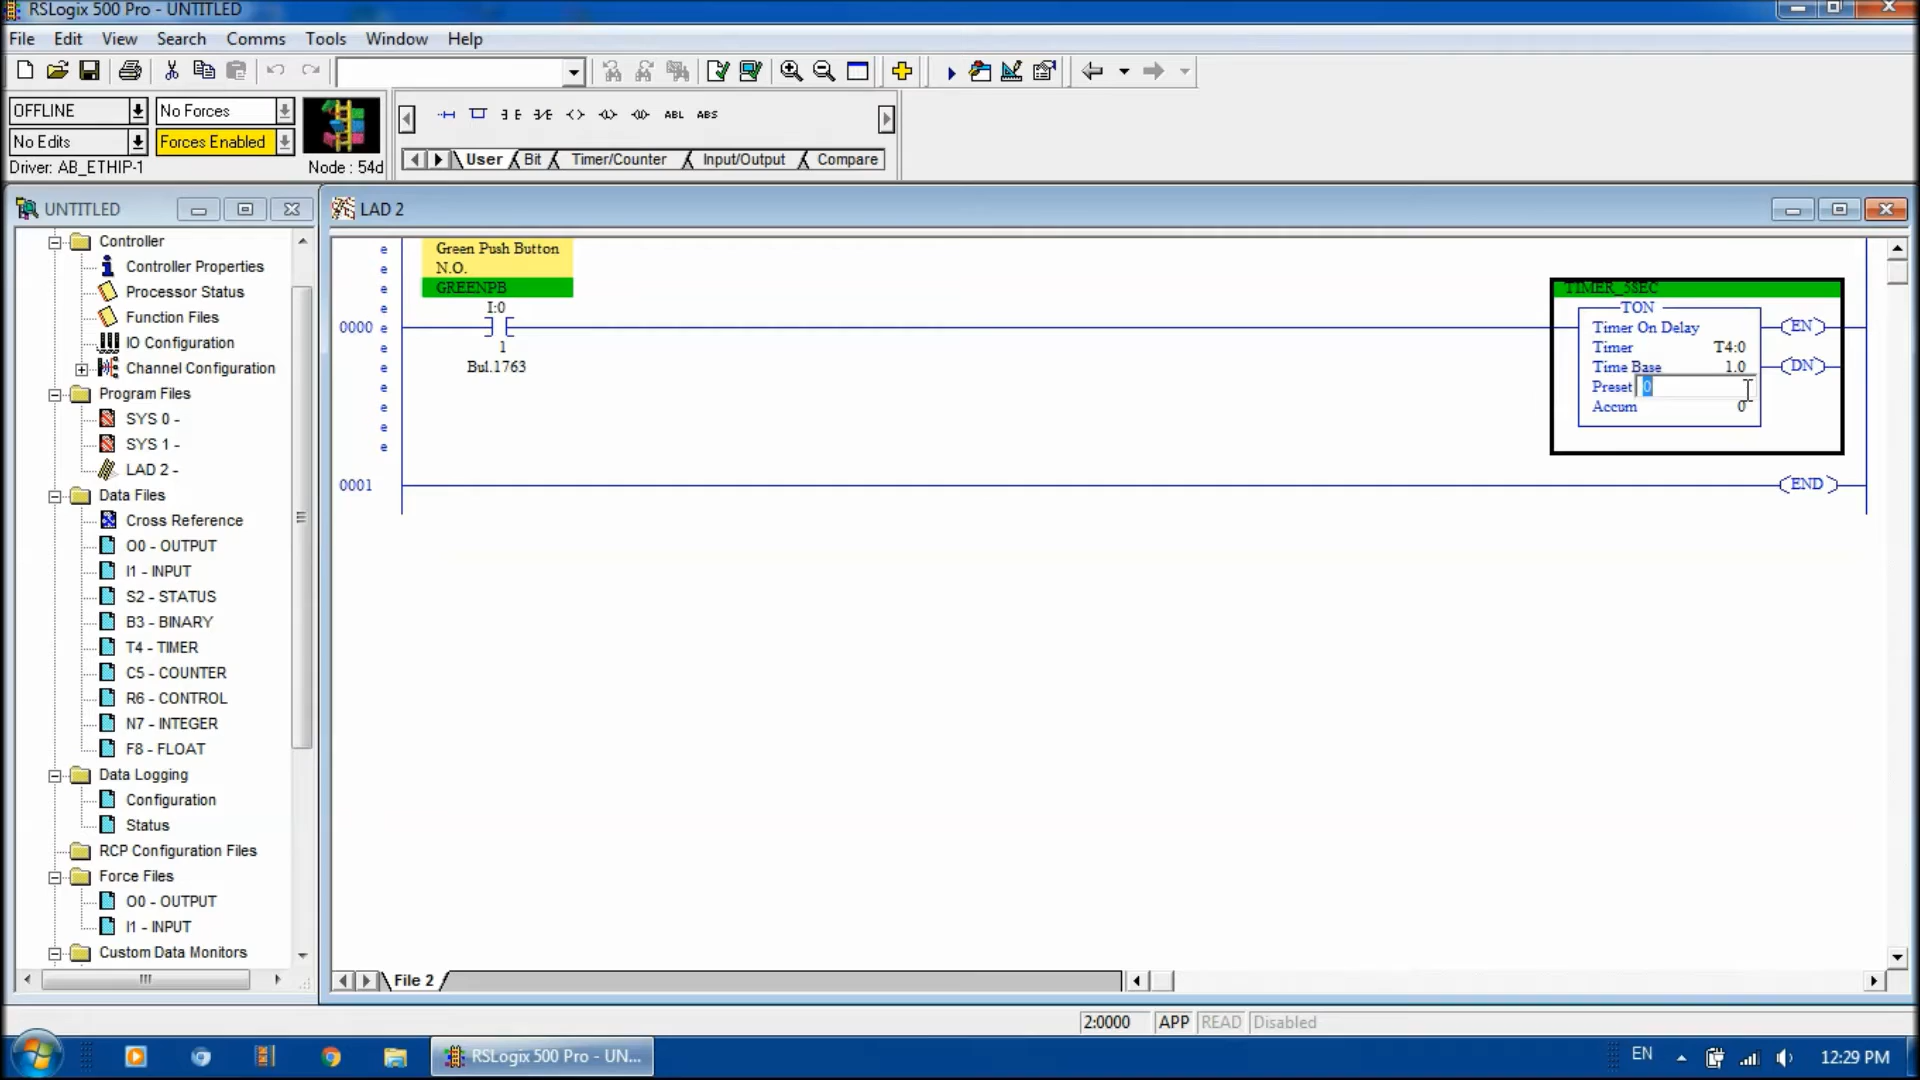 RSLogix 500 Pro - UNTITLED
File Edit View Search Comms Tools Window Help
OFFLINE No Forces
No Edits Forces Enabled
Driver: AB_ETHIP-1 Node : 54d
ABL ABS
User Bit Timer/Counter Input/Output Compare
UNTITLED
Controller
Controller Properties
Processor Status
Function Files
IO Configuration
Channel Configuration
Program Files
SYS 0 -
SYS 1 -
LAD 2 -
Data Files
Cross Reference
O0 - OUTPUT
I1 - INPUT
S2 - STATUS
B3 - BINARY
T4 - TIMER
C5 - COUNTER
R6 - CONTROL
N7 - INTEGER
F8 - FLOAT
Data Logging
Configuration
Status
RCP Configuration Files
Force Files
O0 - OUTPUT
I1 - INPUT
Custom Data Monitors
LAD 2
e
e
e
e
0000 e
e
e
e
e
e
e
Green Push Button
N.O.
GREENPB
I:0
1
Bul.1763
TIMER_5SEC
TON
Timer On Delay EN
Timer T4:0
Time Base 1.0 DN
Preset 0
Accum 0
0001 END
File 2
2:0000 APP READ Disabled
RSLogix 500 Pro - UN...
EN 12:29 PM